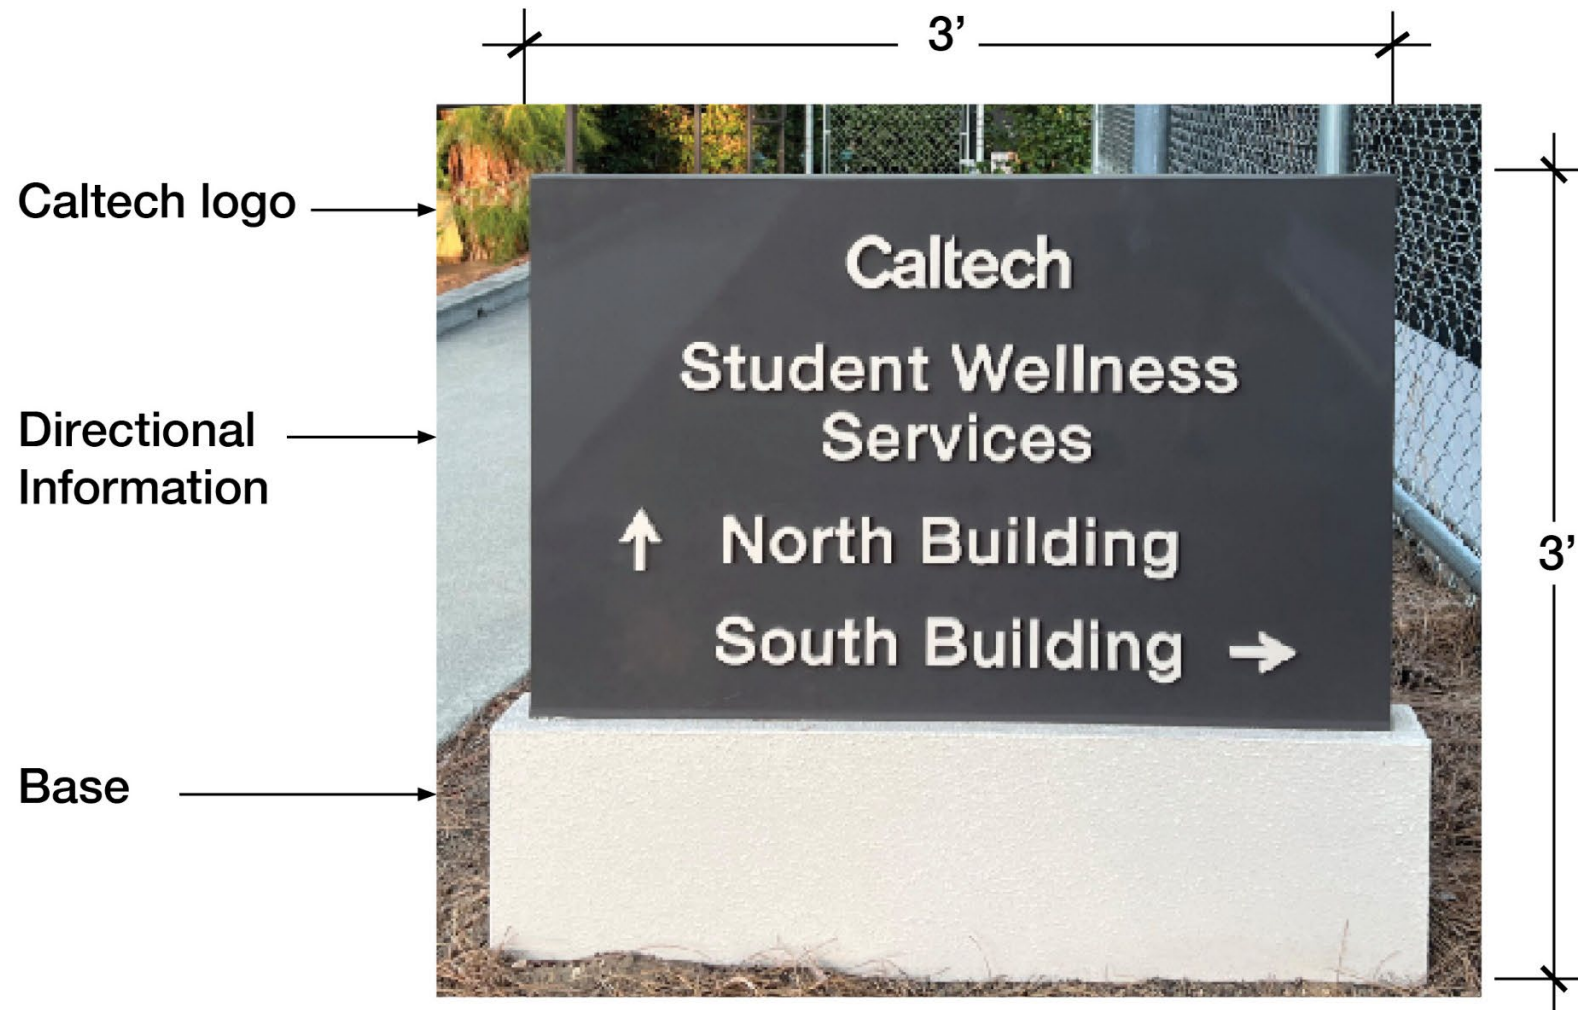 3’
Caltech logo
Caltech
Student Wellness
Services
Directional
Information
↑ North Building
South Building →
3’
Base